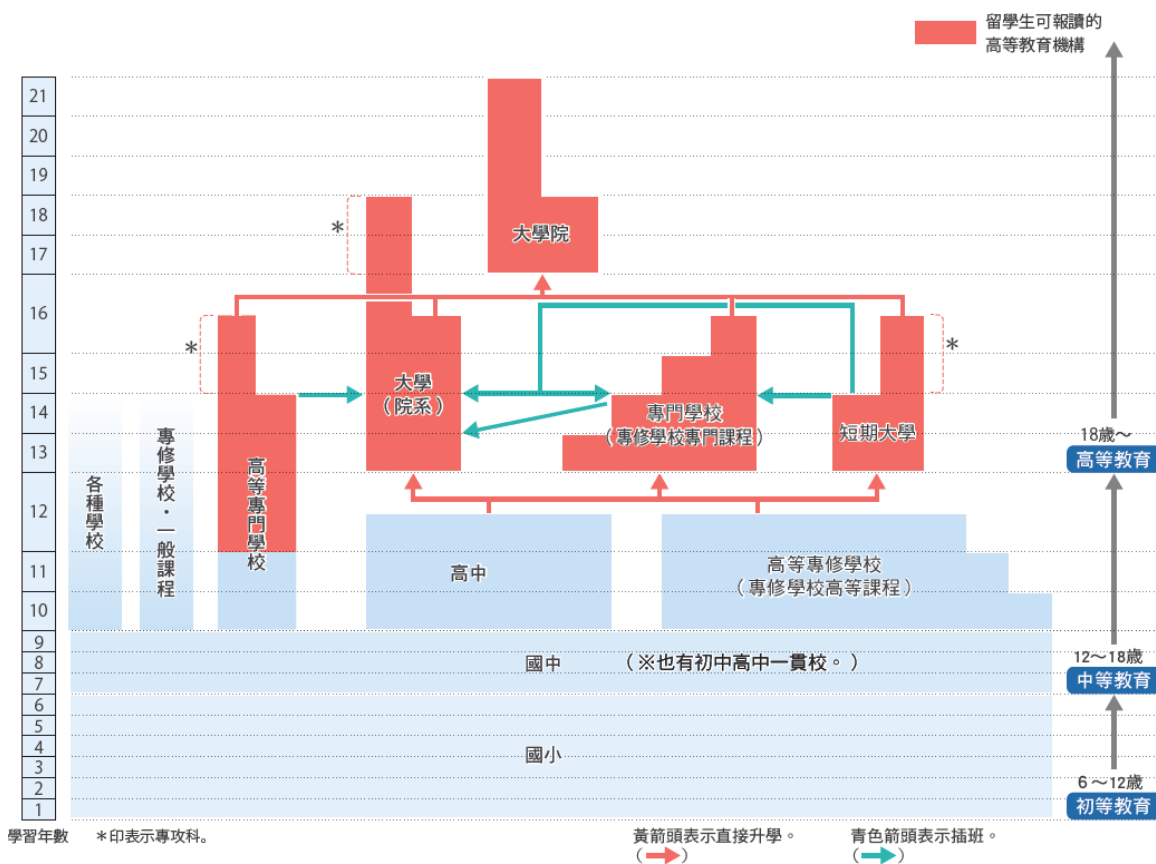 留學生可報讀的
高等教育機構
21
20
19
18
17
16
15
14
13
12
11
10
9
8
7
6
5
4
3
2
1
大學院
*
*
*
大學
(院系)
專門學校
(專修學校專門課程)
短期大學
各種學校
專修學校・一般課程
高等專門學校
高中
高等專修學校
(專修學校高等課程)
國中 (※也有初中高中一貫校。)
國小
18歳～
高等教育
12～18歳
中等教育
6～12歳
初等教育
學習年數 *印表示專攻科。
黃箭頭表示直接升學。
(→)
青色箭頭表示插班。
(→)